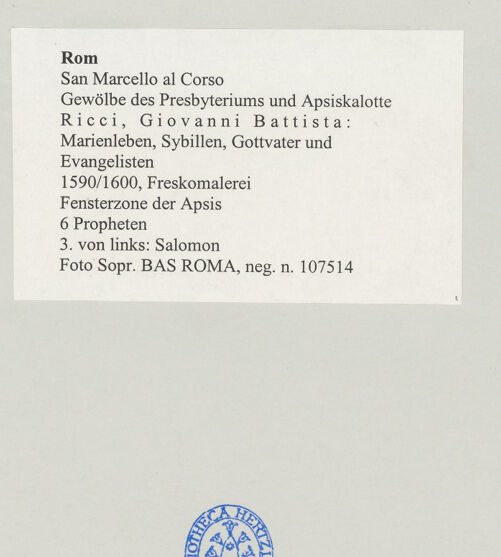 Rom
San Marcello al Corso
Gewölbe des Presbyteriums und Apsiskalotte
Ricci, Giovanni Battista:
Marienleben, Sybillen, Gottvater und
Evangelisten
1590/1600, Freskomalerei
Fensterzone der Apsis
6 Propheten
3. von links: Salomon
Foto Sopr. BAS ROMA, neg. n. 107514